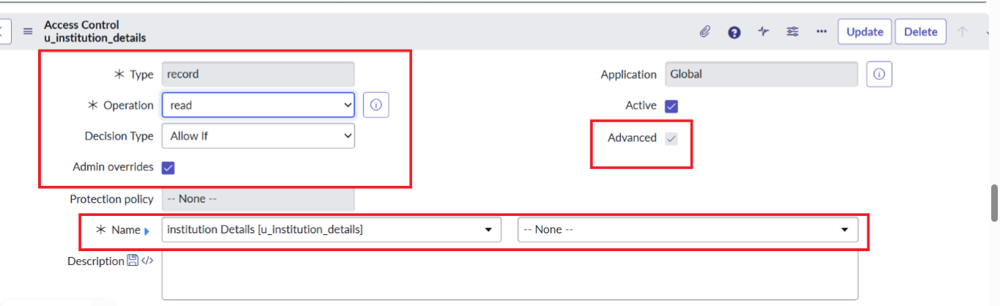 Access Control
u_institution_details
Update Delete
* Type record
Application Global
* Operation read
Active
Decision Type Allow If
Advanced
Admin overrides
Protection policy -- None --
* Name institution Details [u_institution_details] -- None --
Description </>